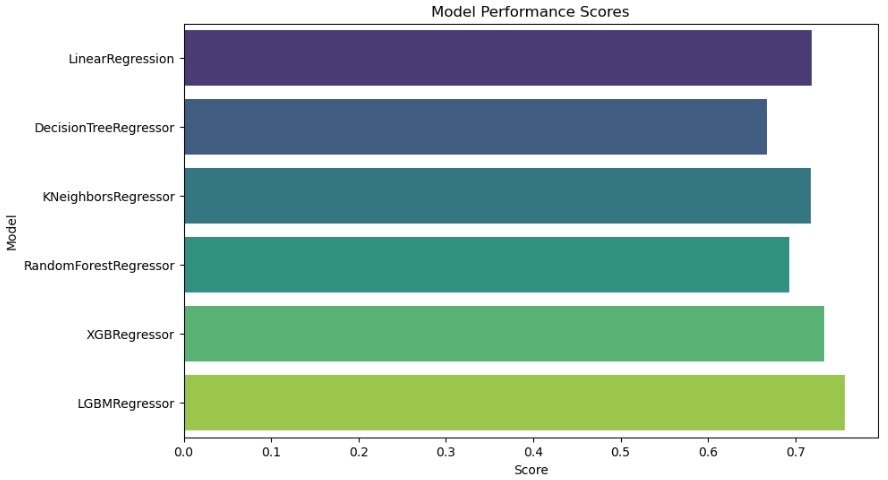 Model Performance Scores
LinearRegression
DecisionTreeRegressor
KNeighborsRegressor
RandomForestRegressor
XGBRegressor
LGBMRegressor
Model
0.0 0.1 0.2 0.3 0.4 0.5 0.6 0.7
Score